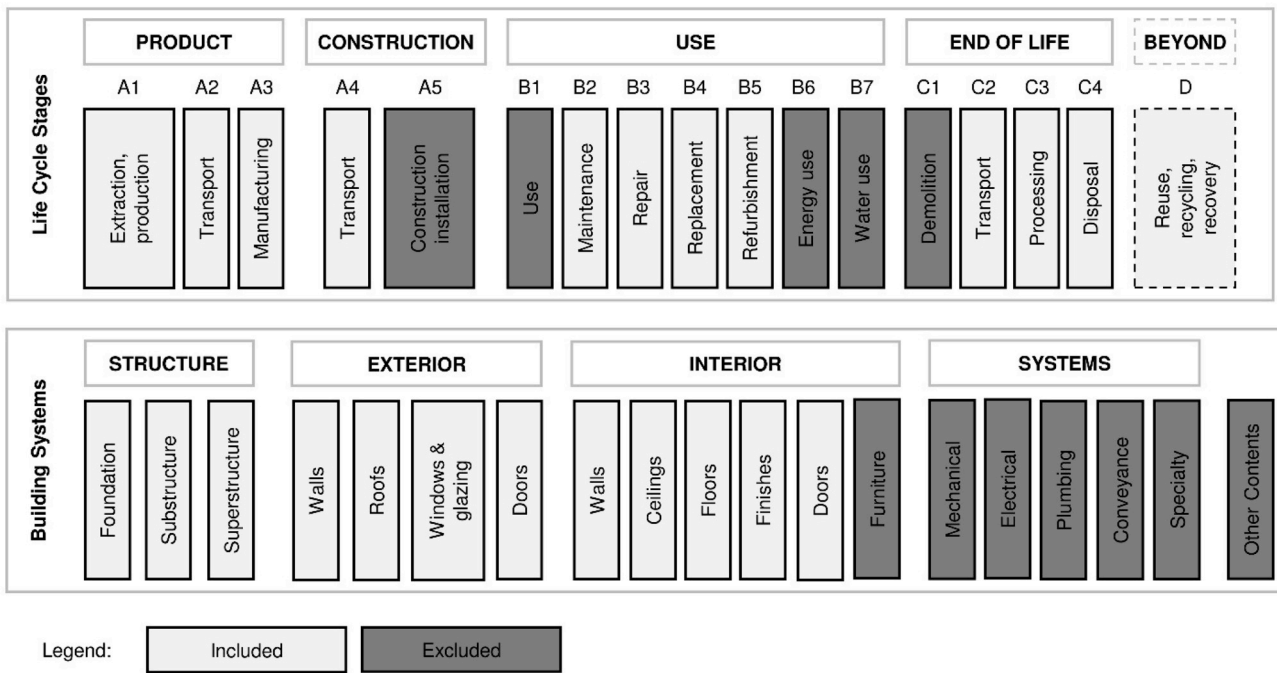 Life Cycle Stages
PRODUCT
CONSTRUCTION
USE
END OF LIFE
BEYOND
A1
A2
A3
A4
A5
B1
B2
B3
B4
B5
B6
B7
C1
C2
C3
C4
D
Extraction,
production
Transport
Manufacturing
Transport
Construction
installation
Use
Maintenance
Repair
Replacement
Refurbishment
Energy use
Water use
Demolition
Transport
Processing
Disposal
Reuse,
recycling,
recovery
Building Systems
STRUCTURE
EXTERIOR
INTERIOR
SYSTEMS
Foundation
Substructure
Superstructure
Walls
Roofs
Windows &
glazing
Doors
Walls
Ceilings
Floors
Finishes
Doors
Furniture
Mechanical
Electrical
Plumbing
Conveyance
Specialty
Other Contents
Legend:
Included
Excluded